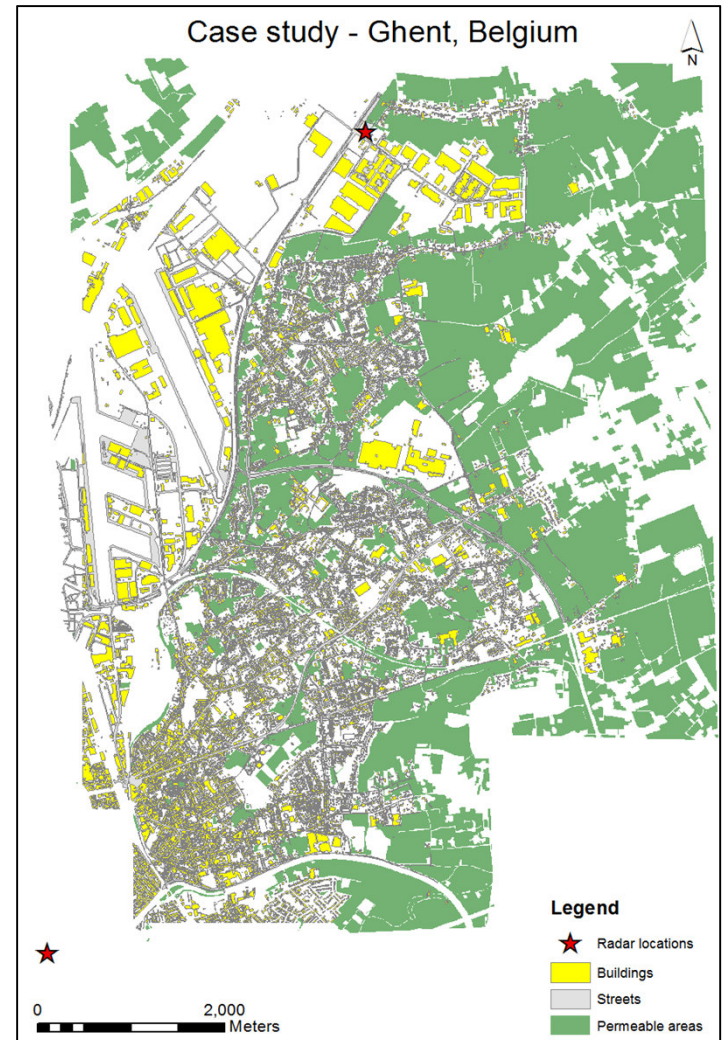 Case study - Ghent, Belgium
N
Legend
Radar locations
Buildings
Streets
Permeable areas
0 2,000
Meters